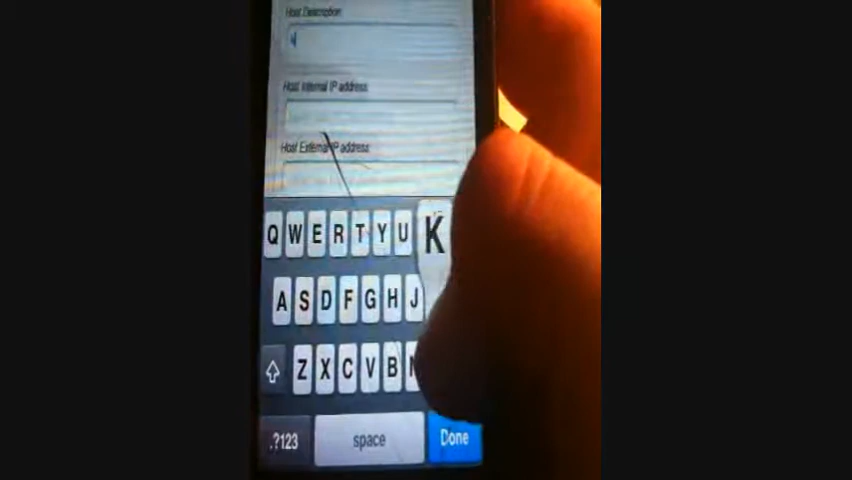 Host Description
Host Internal IP address
Host External IP address
Q W E R T Y U K
A S D F G H J
Z X C V B
.?123 space Done